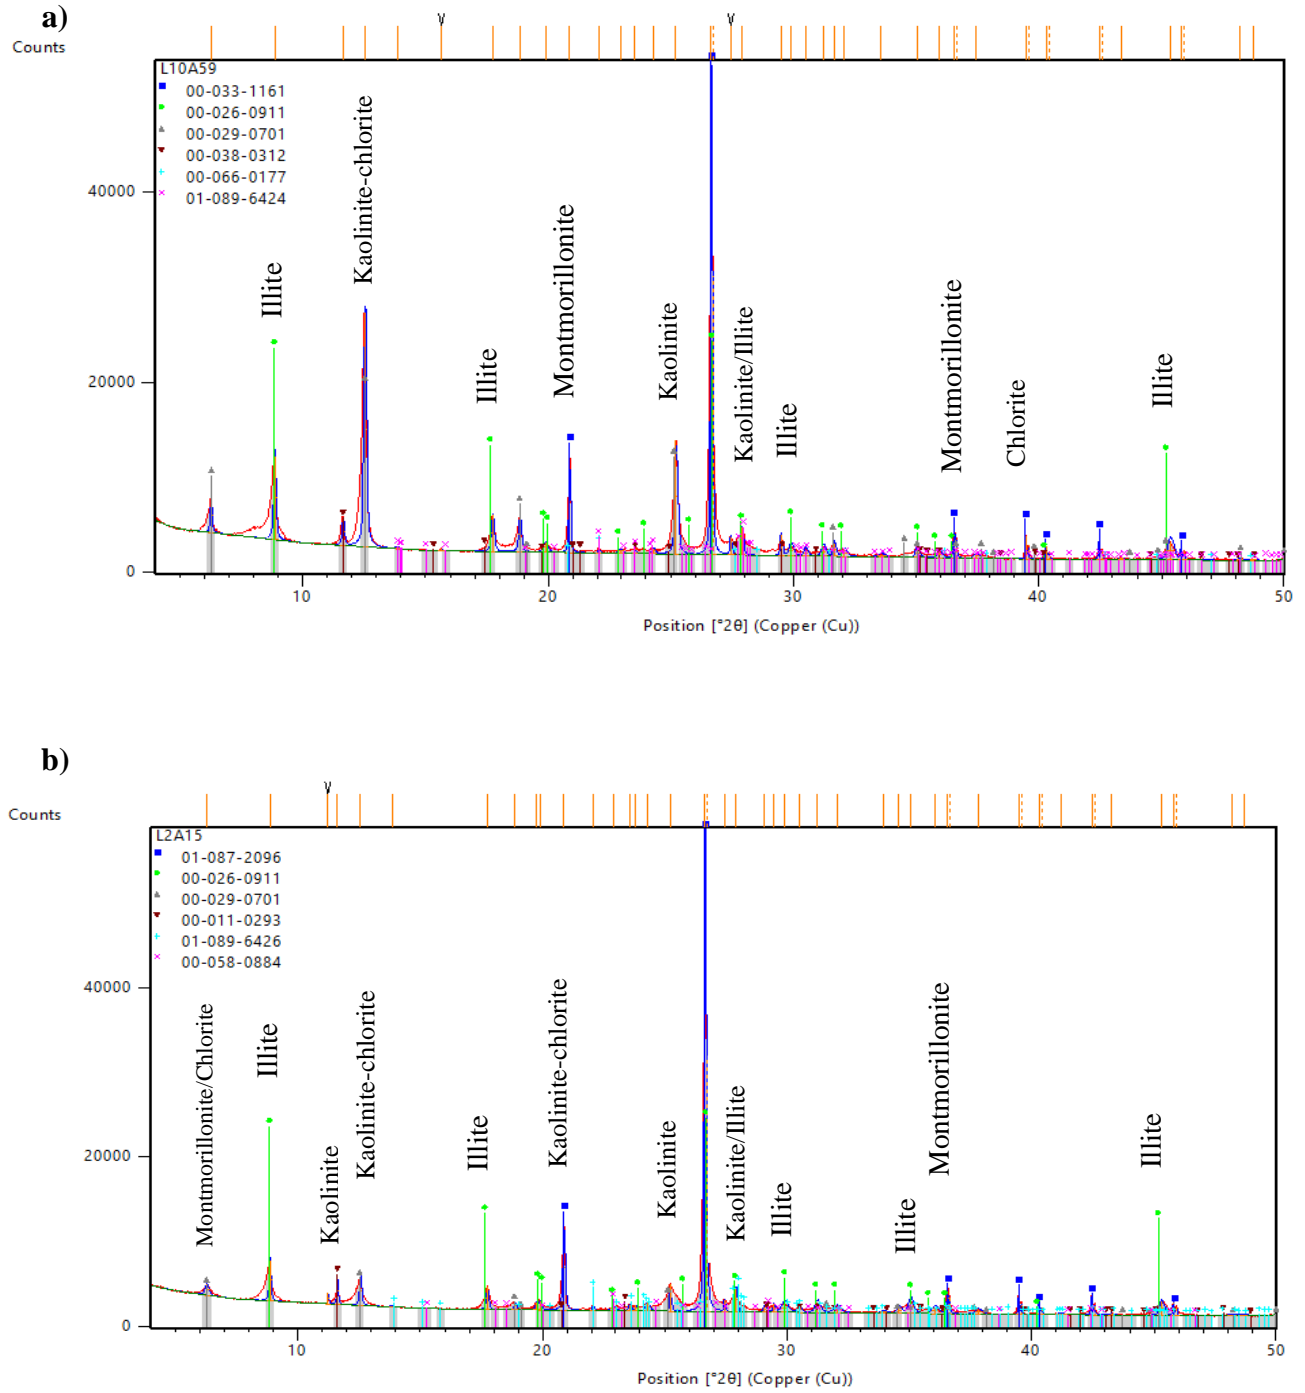 a)
Counts
L10A59
00-033-1161
00-026-0911
00-029-0701
00-038-0312
00-066-0177
01-089-6424
40000
20000
0
Illite
Kaolinite-chlorite
Illite
Montmorillonite
Kaolinite
Kaolinite/Illite
Illite
Montmorillonite
Chlorite
Illite
10
20
30
40
50
Position [°2θ] (Copper (Cu))
b)
Counts
L2A15
01-087-2096
00-026-0911
00-029-0701
00-011-0293
01-089-6426
00-058-0884
40000
20000
0
Montmorillonite/Chlorite
Illite
Kaolinite
Kaolinite-chlorite
Illite
Kaolinite-chlorite
Kaolinite
Kaolinite/Illite
Illite
Illite
Montmorillonite
Illite
10
20
30
40
50
Position [°2θ] (Copper (Cu))